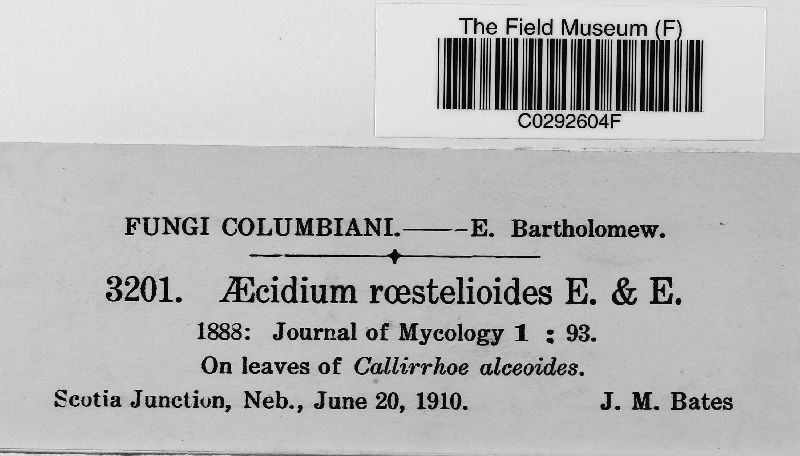 The Field Museum (F)
C0292604F
FUNGI COLUMBIANI.——E. Bartholomew.
3201. Æcidium rœstelioides E. & E.
1888: Journal of Mycology 1 : 93.
On leaves of Callirrhoe alceoides.
Scotia Junction, Neb., June 20, 1910. J. M. Bates